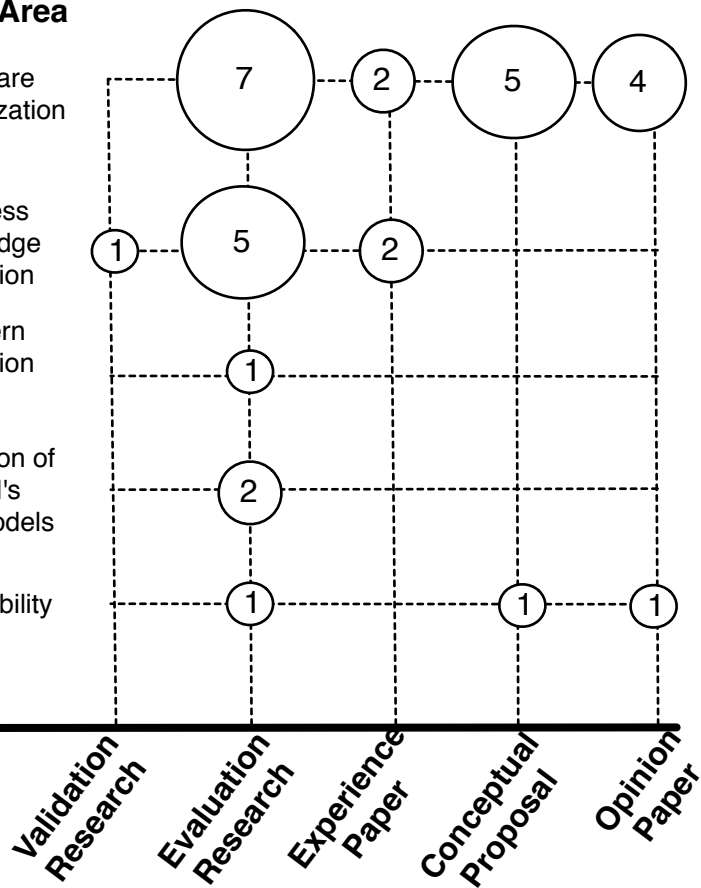 Area
are
zation
7
2
5
4
ess
dge
ion
1
5
2
ern
ion
1
on of
l's
odels
2
bility
1
1
1
Validation
Research
Evaluation
Research
Experience
Paper
Conceptual
Proposal
Opinion
Paper